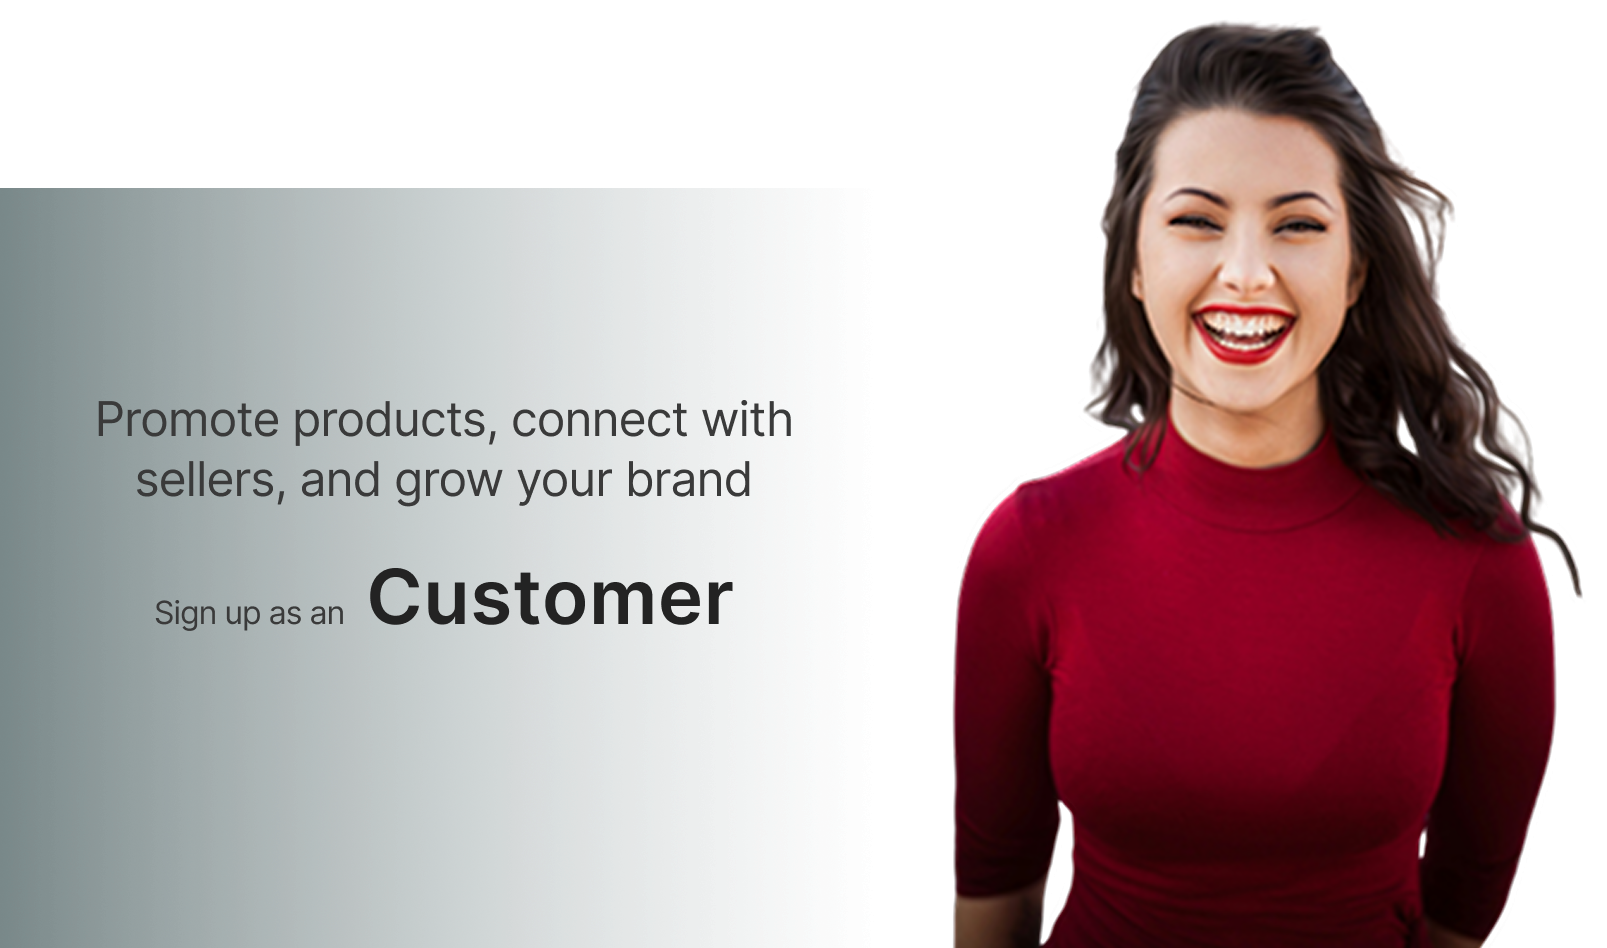 Promote products, connect with
sellers, and grow your brand
Sign up as an Customer